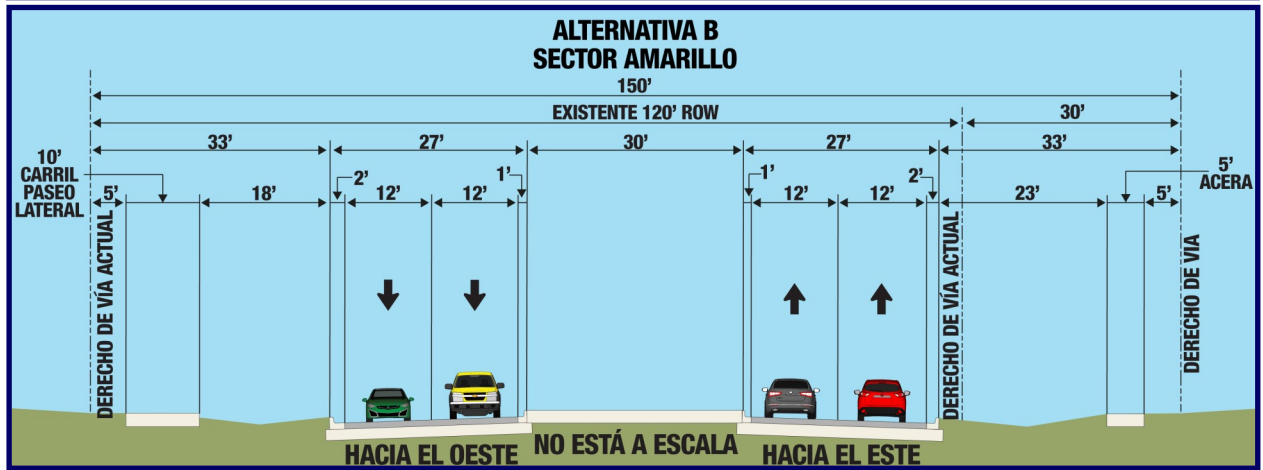 ALTERNATIVA B
SECTOR AMARILLO
150’
EXISTENTE 120’ ROW
30’
33’
27’
30’
27’
33’
10’
CARRIL
PASEO
LATERAL
5’
18’
2’
12’
12’
1’
1’
12’
12’
2’
23’
5’
ACERA
5’
DERECHO DE VÍA ACTUAL
DERECHO DE VÍA ACTUAL
DERECHO DE VIA
HACIA EL OESTE
NO ESTÁ A ESCALA
HACIA EL ESTE